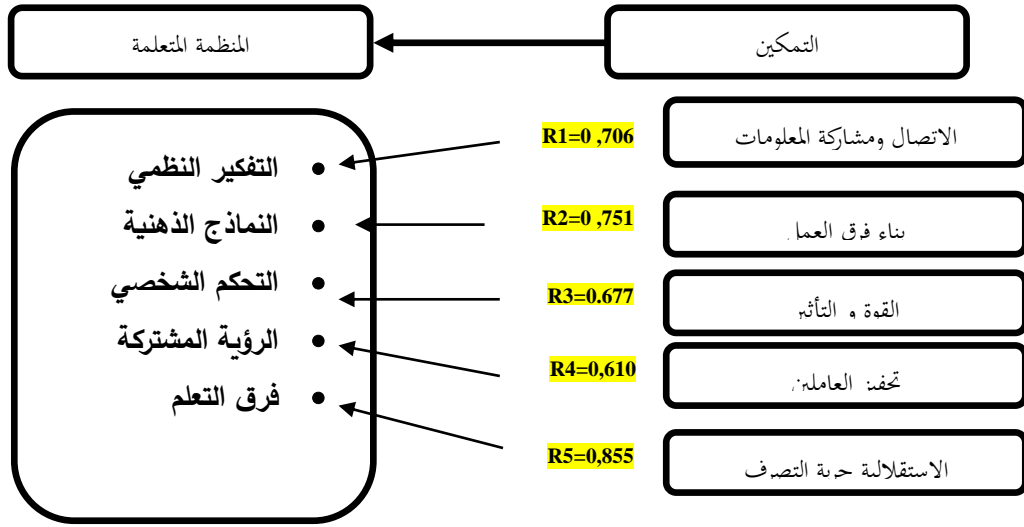 التمكين
المنظمة المتعلمة
الاتصال ومشاركة المعلومات
R1=0 ,706
• التفكير النظمي
بناء فرق العمل
R2=0 ,751
• النماذج الذهنية
القوة و التأثير
R3=0.677
• التحكم الشخصي
تحفيز العاملين
R4=0,610
• الرؤية المشتركة
الاستقلالية حرية التصرف
R5=0,855
• فرق التعلم